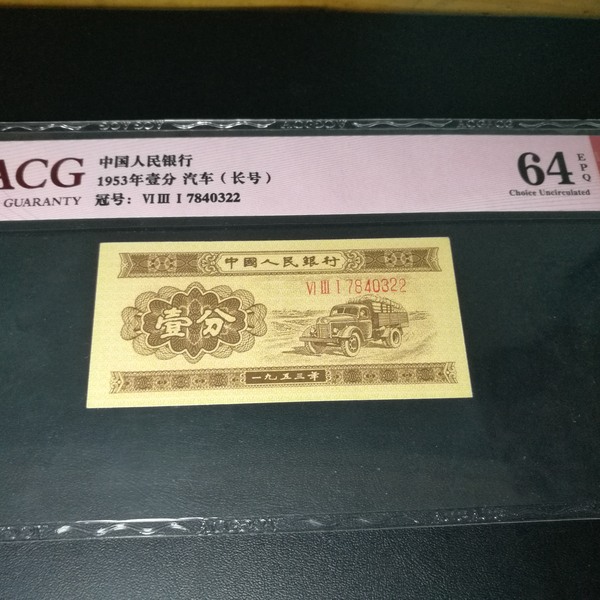 ACG
GUARANTY
中国人民银行
1953年壹分 汽车（长号）
冠号: VI III I 7840322
64
EPQ
Choice Uncirculated
中國人民銀行
VI III I 7840322
壹分
一九五三年